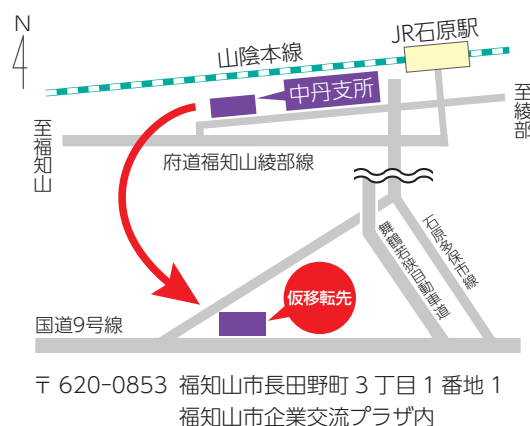 N
JR石原駅
山陰本線
中丹支所
至綾部
至福知山
府道福知山綾部線
石原多保市線
舞鶴若狭自動車道
仮移転先
国道9号線
〒620-0853 福知山市長田野町3丁目1番地1
福知山市企業交流プラザ内